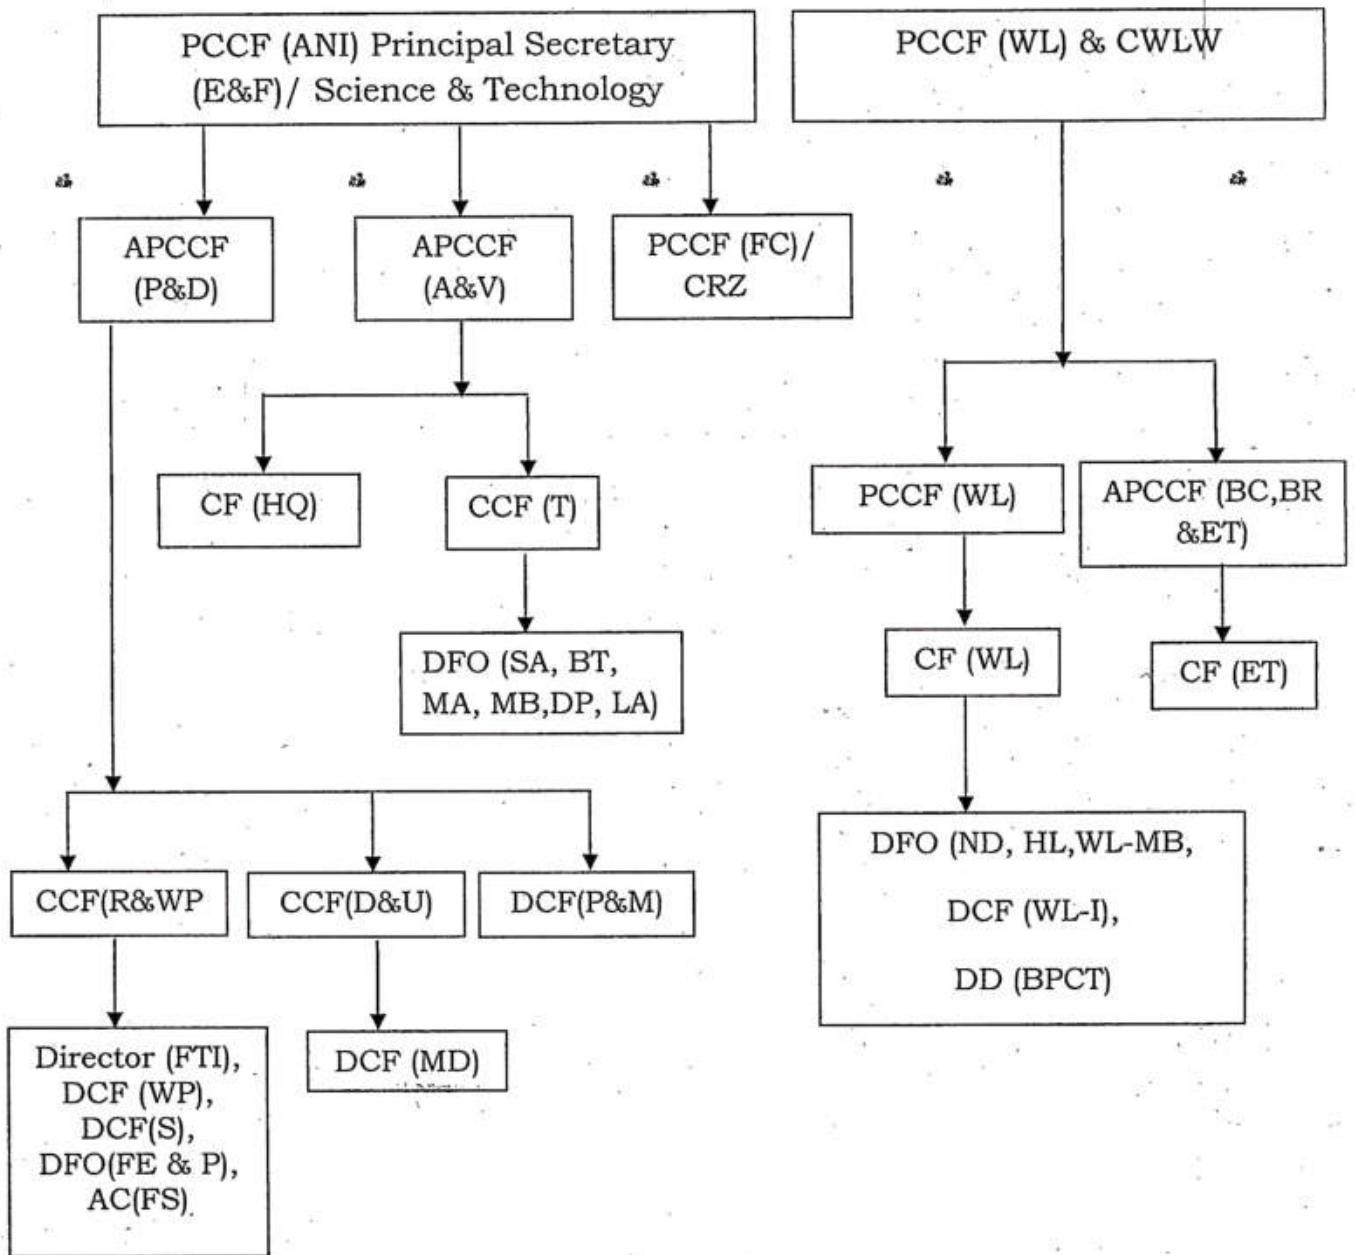 PCCF (ANI) Principal Secretary
(E&F)/ Science & Technology
PCCF (WL) & CWLW
APCCF
(P&D)
APCCF
(A&V)
PCCF (FC)/
CRZ
CF (HQ)
CCF (T)
PCCF (WL)
APCCF (BC,BR
&ET)
DFO (SA, BT,
MA, MB,DP, LA)
CF (WL)
CF (ET)
CCF(R&WP
CCF(D&U)
DCF(P&M)
DFO (ND, HL,WL-MB,
DCF (WL-I),
DD (BPCT)
Director (FTI),
DCF (WP),
DCF(S),
DFO(FE & P),
AC(FS)
DCF (MD)